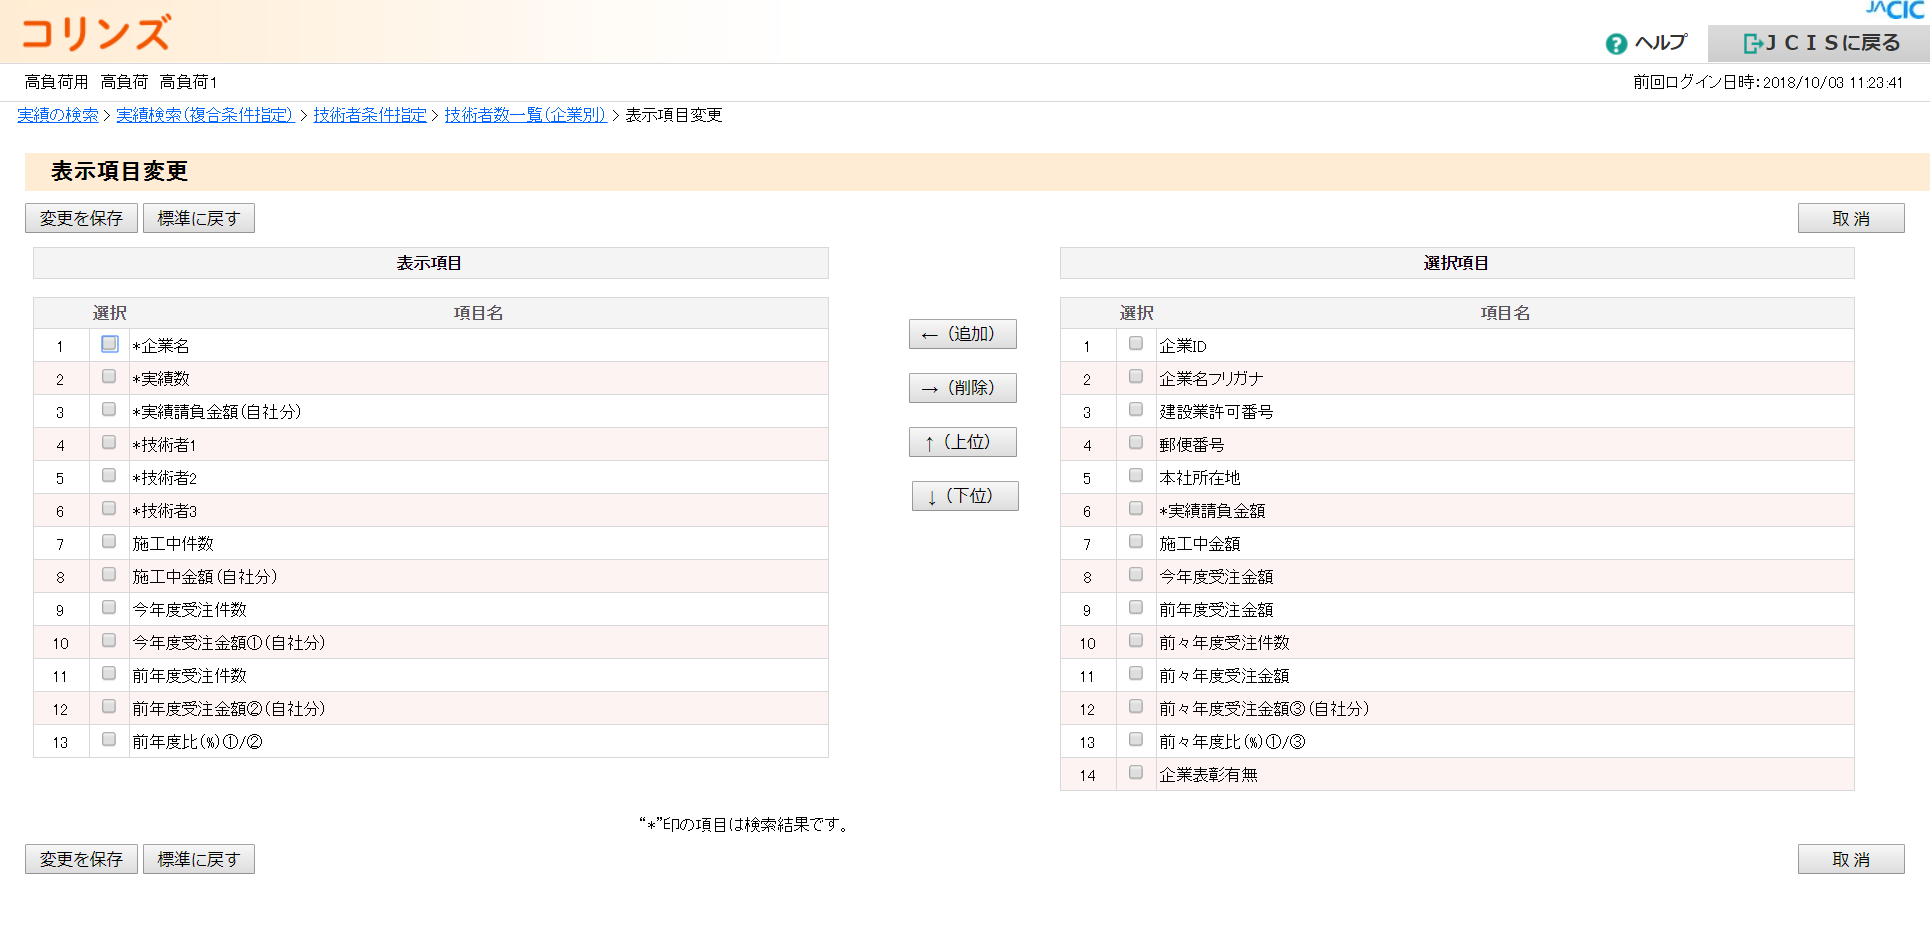 JACIC
コリンズ
ヘルプ
ＪＣＩＳに戻る
高負荷用 高負荷 高負荷1
前回ログイン日時：2018/10/03 11:23:41
実績の検索 > 実績検索(複合条件指定) > 技術者条件指定 > 技術者数一覧(企業別) > 表示項目変更
表示項目変更
変更を保存 標準に戻す 取 消
表示項目
選択 項目名
1 *企業名
2 *実績数
3 *実績請負金額(自社分)
4 *技術者1
5 *技術者2
6 *技術者3
7 施工中件数
8 施工中金額(自社分)
9 今年度受注件数
10 今年度受注金額①(自社分)
11 前年度受注件数
12 前年度受注金額②(自社分)
13 前年度比(%)①/②
←（追加）
→（削除）
↑（上位）
↓（下位）
選択項目
選択 項目名
1 企業ID
2 企業名フリガナ
3 建設業許可番号
4 郵便番号
5 本社所在地
6 *実績請負金額
7 施工中金額
8 今年度受注金額
9 前年度受注金額
10 前々年度受注件数
11 前々年度受注金額
12 前々年度受注金額③(自社分)
13 前々年度比(%)①/③
14 企業表彰有無
“*”印の項目は検索結果です。
変更を保存 標準に戻す 取 消